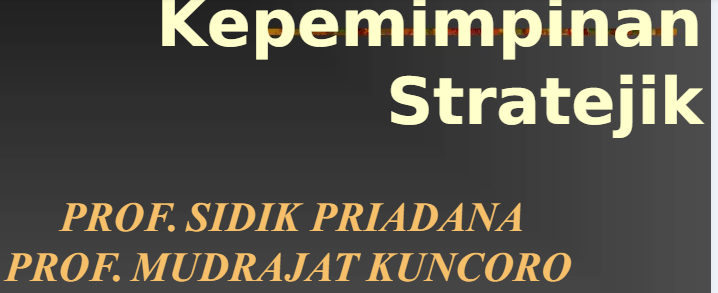 Kepemimpinan
Stratejik
PROF. SIDIK PRIADANA
PROF. MUDRAJAT KUNCORO